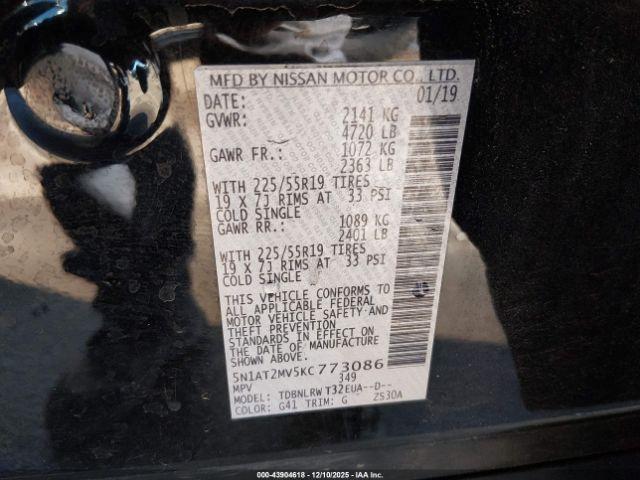 MFD BY NISSAN MOTOR CO., LTD.
DATE: 01/19
GVWR: 2141 KG
4720 LB
GAWR FR.: 1072 KG
2363 LB
WITH 225/55R19 TIRES
19 X 7J RIMS AT 33 PSI
COLD SINGLE
GAWR RR.: 1089 KG
2401 LB
WITH 225/55R19 TIRES
19 X 7J RIMS AT 33 PSI
COLD SINGLE
THIS VEHICLE CONFORMS TO
ALL APPLICABLE FEDERAL
MOTOR VEHICLE SAFETY AND
THEFT PREVENTION
STANDARDS IN EFFECT ON
THE DATE OF MANUFACTURE
SHOWN ABOVE.
5N1AT2MV5KC773086
MPV 349
MODEL: TDBNLRWT32EUA--D--
COLOR: G41 TRIM: G ZS30A
000-43904618 - 12/10/2025 - IAAI.com